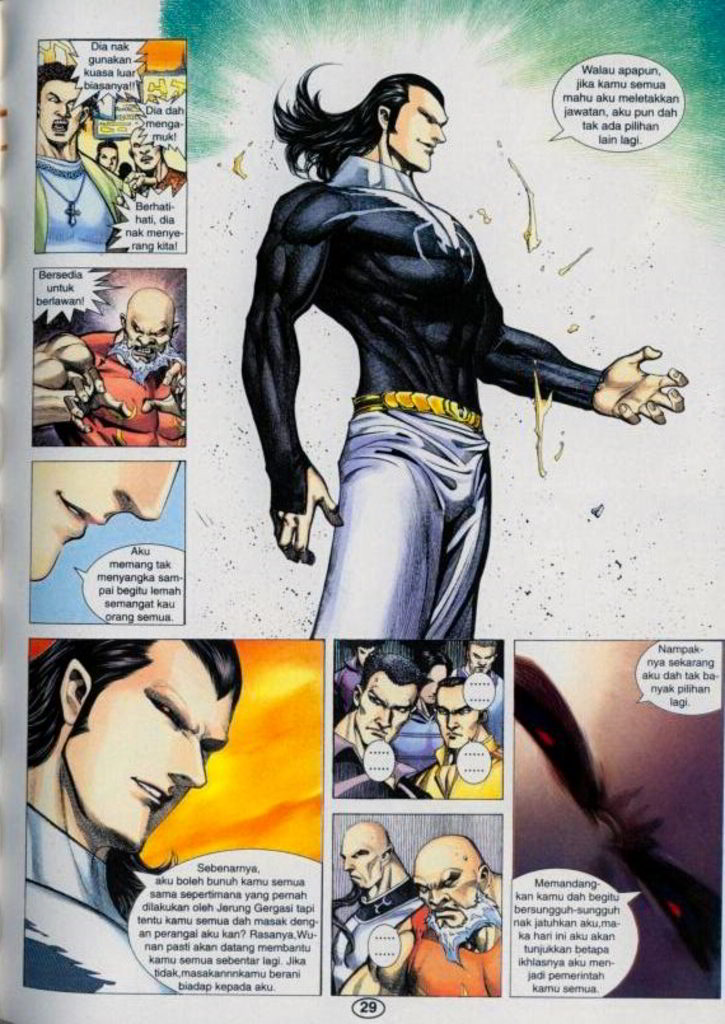 Dia nak
gunakan
kuasa luar
biasanya!!
Dia dah
menga-
muk!
Berhati-
hati, dia
nak menye-
rang kita!
Walau apapun,
jika kamu semua
mahu aku meletakkan
jawatan, aku pun dah
tak ada pilihan
lain lagi.
Bersedia
untuk
berlawan!
Aku
memang tak
menyangka sam-
pai begitu lemah
semangat kau
orang semua.
Sebenarnya,
aku boleh bunuh kamu semua
sama sepertimana yang pernah
dilakukan oleh Jerung Gergasi tapi
tentu kamu semua dah masak deng-
an perangai aku kan? Rasanya,Wu-
nan pasti akan datang membantu
kamu semua sebentar lagi. Jika
tidak,masakannnkamu berani
biadap kepada aku.
.....
.....
.....
.....
.....
.....
.....
.....
Nampak-
nya sekarang
aku dah tak ba-
nyak pilihan
lagi.
Memandang-
kan kamu dah begitu
bersungguh-sungguh
nak jatuhkan aku,ma-
ka hari ini aku akan
tunjukkan betapa
ikhlasnya aku men-
jadi pemerintah
kamu semua.
29